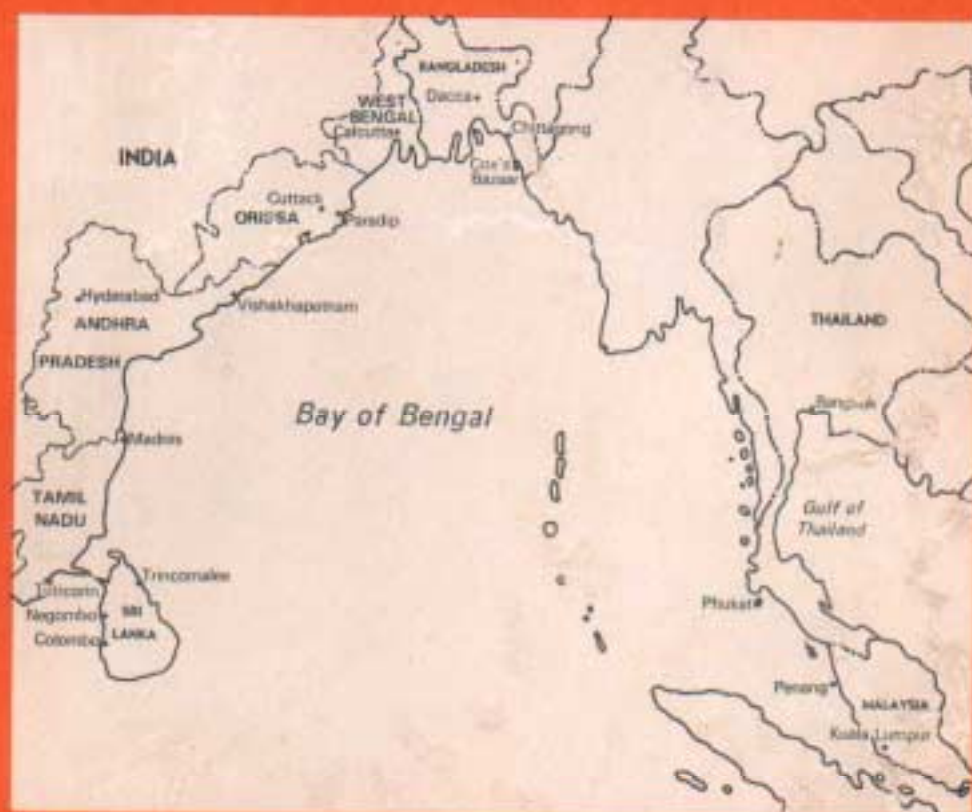 BANGLADESH
Dacca
WEST
BENGAL
Calcutta
Chittagong
Cox's
Bazaar
INDIA
Cuttack
ORISSA
Paradip
Hyderabad
Vishakhapatnam
ANDHRA
PRADESH
THAILAND
Bangkok
Bay of Bengal
Madras
TAMIL
NADU
Gulf of
Thailand
Trincomalee
Tuticorin
Negombo
SRI
LANKA
Colombo
Phuket
Penang
MALAYSIA
Kuala Lumpur